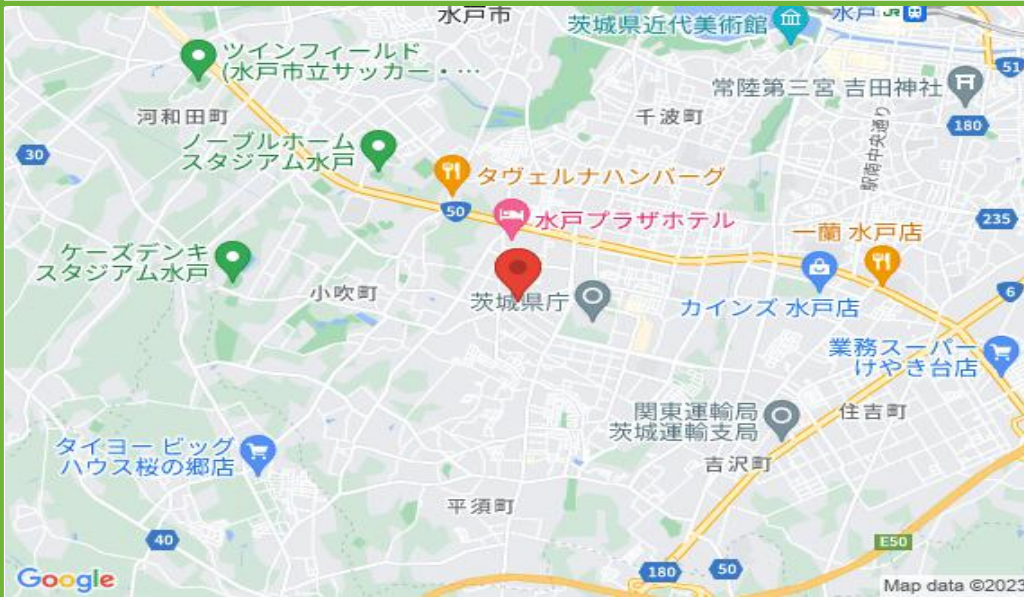 水戸市
茨城県近代美術館
水戸 JR
ツインフィールド
(水戸市立サッカー・…
51
常陸第三宮 吉田神社
河和田町
千波町
180
ノーブルホーム
スタジアム水戸
30
駅南中央通り
タヴェルナハンバーグ
50
水戸プラザホテル
235
一蘭 水戸店
ケーズデンキ
スタジアム水戸
小吹町
茨城県庁
カインズ 水戸店
6
業務スーパー
けやき台店
関東運輸局
茨城運輸支局
住吉町
タイヨー ビッグ
ハウス桜の郷店
吉沢町
平須町
40
E50
180
50
Google
Map data ©2023